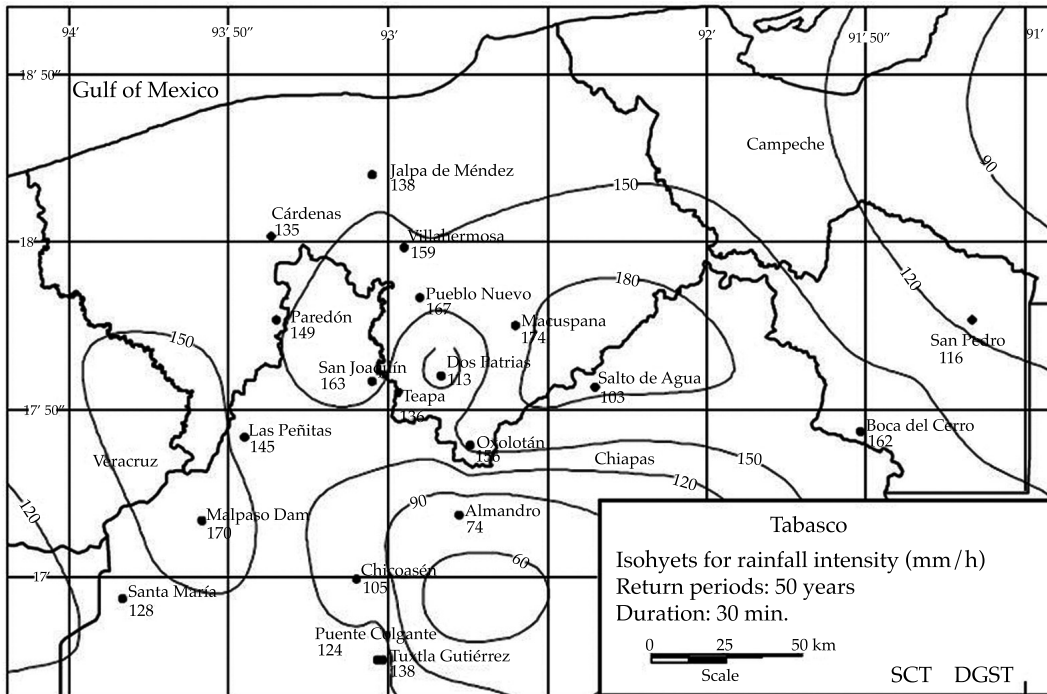 94′
93′ 50″
93′
92′
91′ 50″
91′
18′ 50″
Gulf of Mexico
Campeche
90
Jalpa de Méndez
138
150
Cárdenas
135
18′
Villahermosa
159
120
180
Pueblo Nuevo
167
Paredón
149
Macuspana
174
San Pedro
116
150
San Joaquín
163
Dos Patrias
113
Salto de Agua
103
Teapa
136
17′ 50″
Las Peñitas
145
Boca del Cerro
162
Oxolotán
156
Veracruz
Chiapas
150
120
90
120
Almandro
74
Malpaso Dam
170
60
17′
Chicoasén
105
Santa María
128
Puente Colgante
124
Tuxtla Gutiérrez
138
Tabasco
Isohyets for rainfall intensity (mm/h)
Return periods: 50 years
Duration: 30 min.
0 25 50 km
Scale
SCT DGST